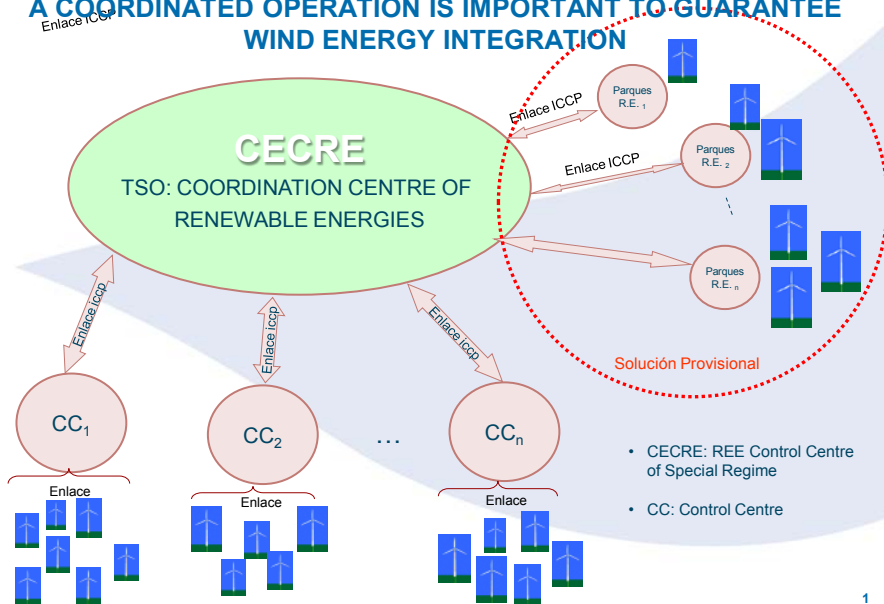 A COORDINATED OPERATION IS IMPORTANT TO GUARANTEE
WIND ENERGY INTEGRATION
Enlace ICCP
CECRE
TSO: COORDINATION CENTRE OF
RENEWABLE ENERGIES
Enlace ICCP
Parques
R.E. 1
Enlace ICCP
Parques
R.E. 2
Parques
R.E. n
Solución Provisional
Enlace iccp
Enlace iccp
Enlace iccp
CC1
CC2
...
CCn
Enlace
Enlace
Enlace
• CECRE: REE Control Centre
of Special Regime
• CC: Control Centre
1